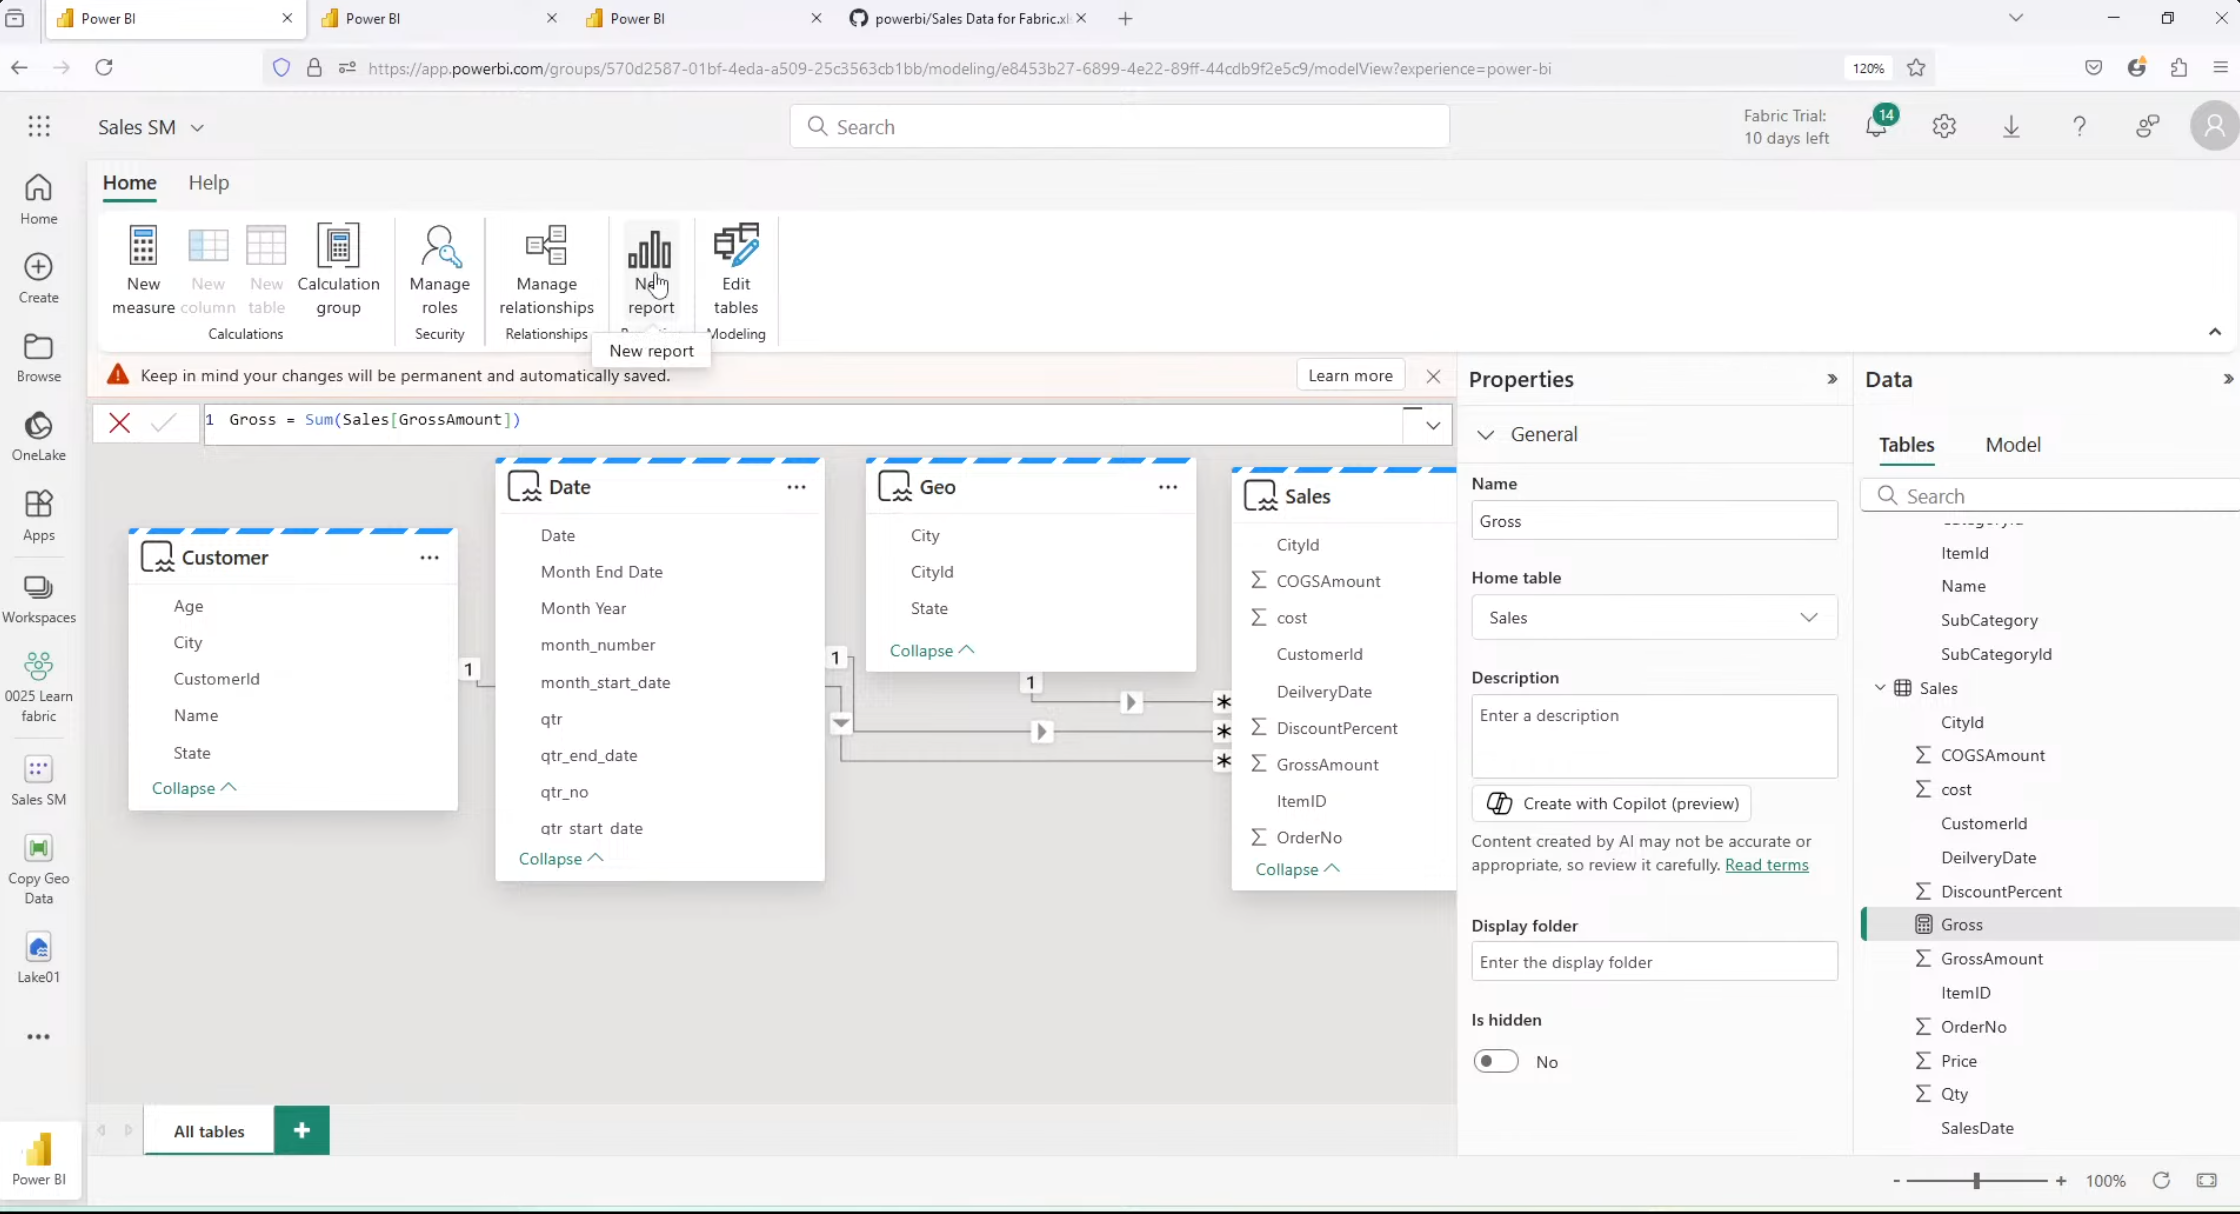 Power BI
Power BI
Power BI
powerbi/Sales Data for Fabric.xl
https://app.powerbi.com/groups/570d2587-01bf-4eda-a509-25c3563cb1bb/modeling/e8453b27-6899-4e22-89ff-44cdb9f2e5c9/modelView?experience=power-bi
120%
Sales SM
Search
Fabric Trial:
10 days left
14
Home
Help
New
measure
New
column
New
table
Calculation
group
Calculations
Manage
roles
Security
Manage
relationships
Relationships
New
report
Edit
tables
Modeling
New report
Keep in mind your changes will be permanent and automatically saved.
Learn more
1 Gross = Sum(Sales[GrossAmount])
Home
Create
Browse
OneLake
Apps
Workspaces
0025 Learn
fabric
Sales SM
Copy Geo
Data
Lake01
Power BI
Customer
Age
City
CustomerId
Name
State
Collapse
1
Date
Date
Month End Date
Month Year
month_number
month_start_date
qtr
qtr_end_date
qtr_no
qtr_start_date
Collapse
1
Geo
City
CityId
State
Collapse
1
*
*
*
Sales
CityId
COGSAmount
cost
CustomerId
DeilveryDate
DiscountPercent
GrossAmount
ItemID
OrderNo
Collapse
All tables
Properties
General
Name
Gross
Home table
Sales
Description
Enter a description
Create with Copilot (preview)
Content created by AI may not be accurate or
appropriate, so review it carefully. Read terms
Display folder
Enter the display folder
Is hidden
No
Data
Tables
Model
Search
CategoryId
ItemId
Name
SubCategory
SubCategoryId
Sales
CityId
COGSAmount
cost
CustomerId
DeilveryDate
DiscountPercent
Gross
GrossAmount
ItemID
OrderNo
Price
Qty
SalesDate
- + 100%